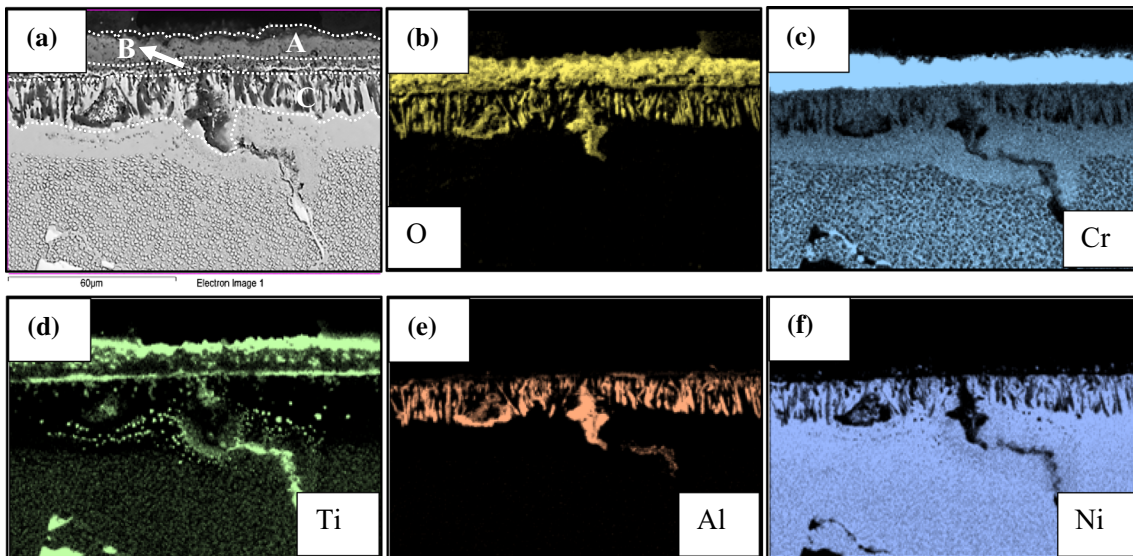 (a)
A
B
C
60µm
Electron Image 1
(b)
O
(c)
Cr
(d)
Ti
(e)
Al
(f)
Ni